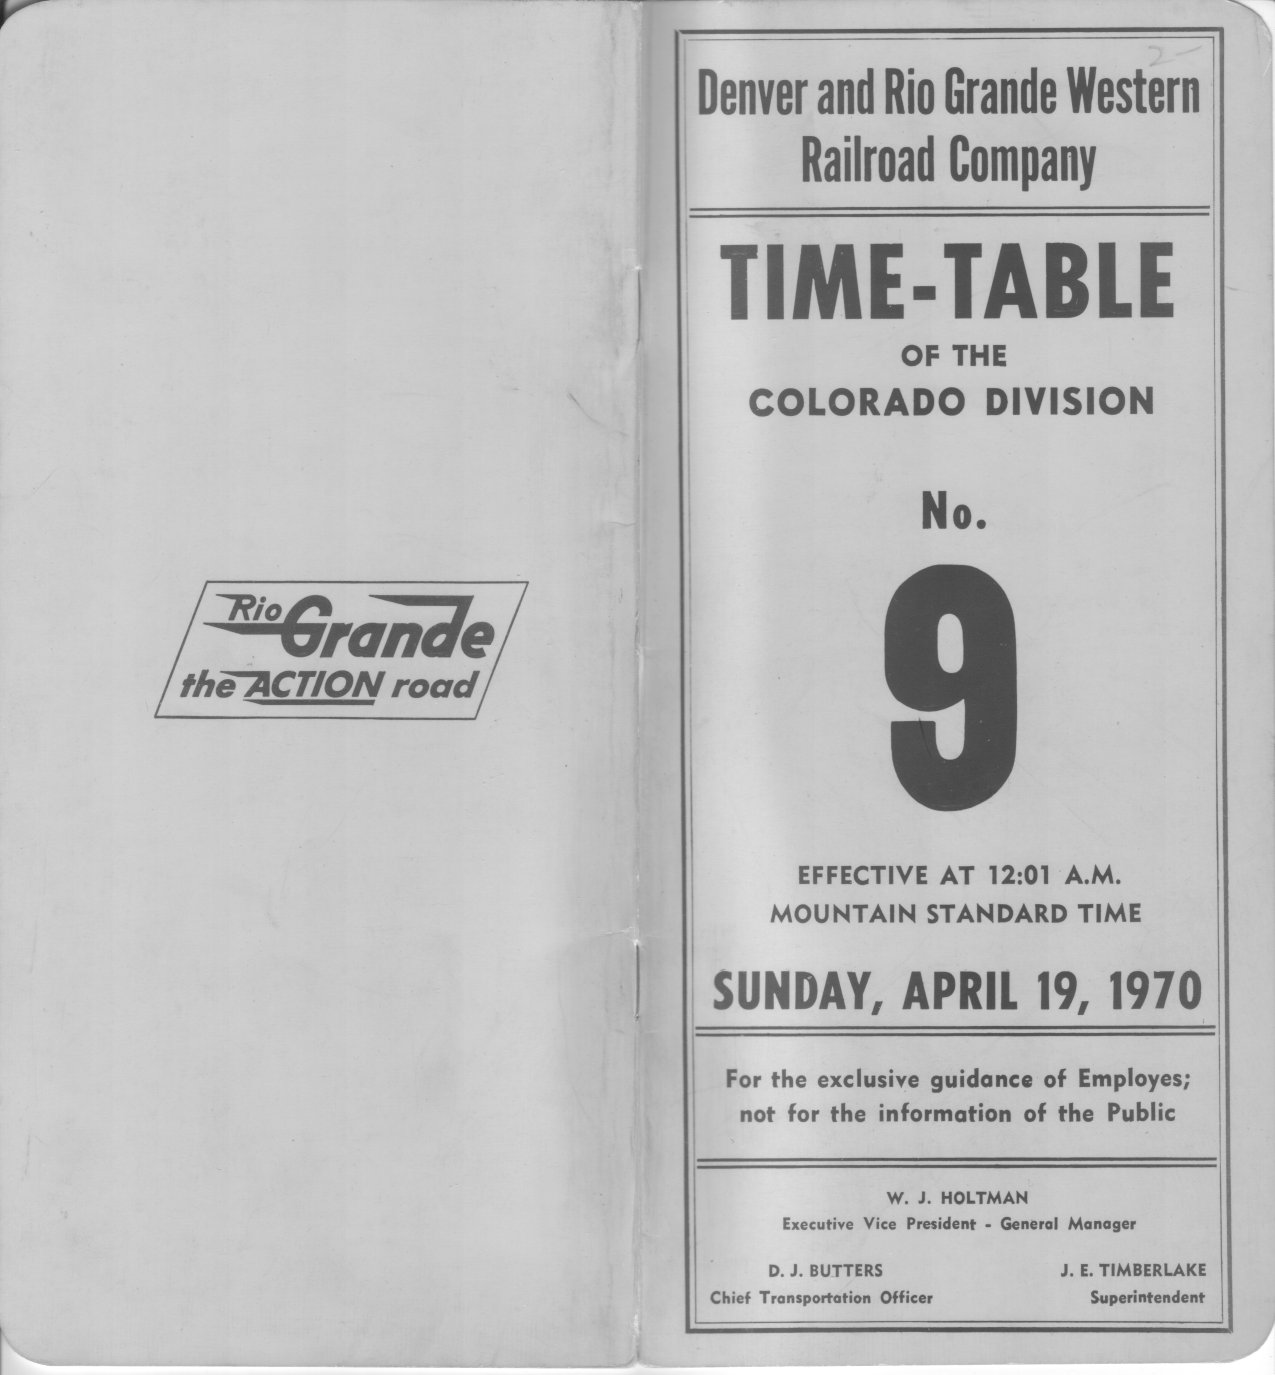 Rio Grande
the ACTION road
2-
Denver and Rio Grande Western
Railroad Company
TIME-TABLE
OF THE
COLORADO DIVISION
No.
9
EFFECTIVE AT 12:01 A.M.
MOUNTAIN STANDARD TIME
SUNDAY, APRIL 19, 1970
For the exclusive guidance of Employes;
not for the information of the Public
W. J. HOLTMAN
Executive Vice President - General Manager
D. J. BUTTERS
Chief Transportation Officer
J. E. TIMBERLAKE
Superintendent